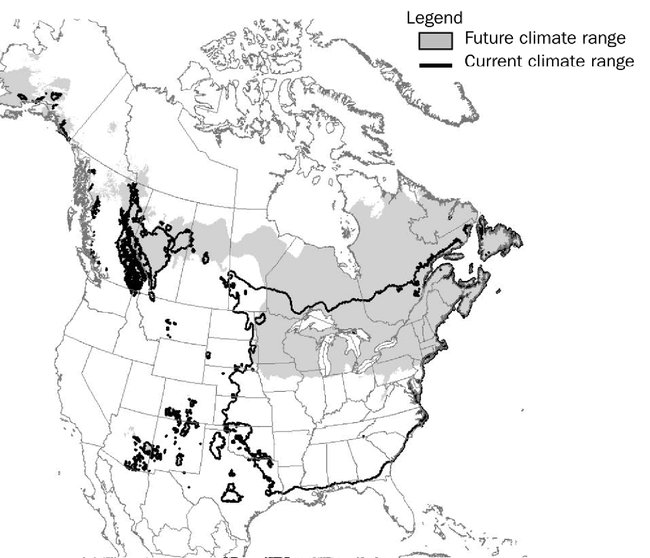 Legend
Future climate range
Current climate range